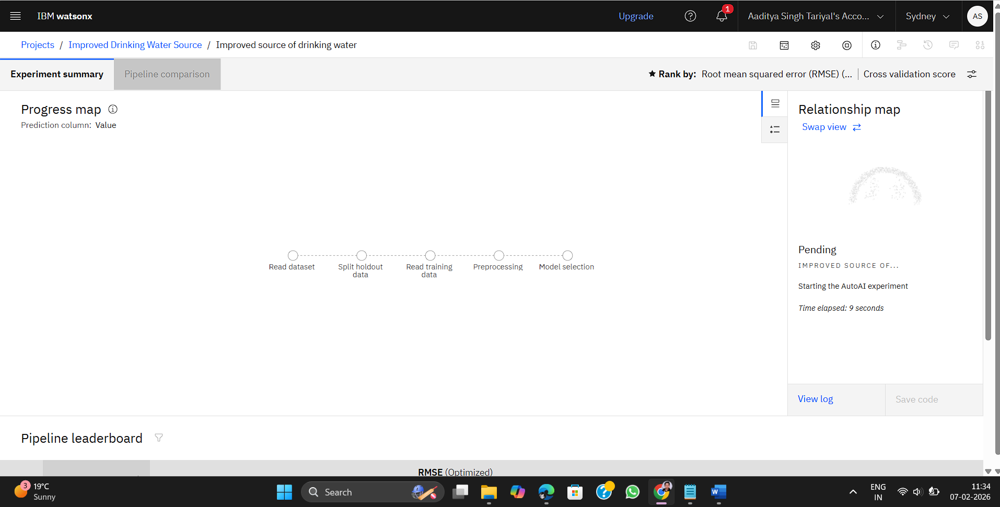 IBM watsonx
Upgrade
1
Aaditya Singh Tariyal's Acco...
Sydney
AS
Projects / Improved Drinking Water Source / Improved source of drinking water
Experiment summary
Pipeline comparison
Rank by: Root mean squared error (RMSE) (... | Cross validation score
Progress map
Prediction column: Value
Read dataset
Split holdout
data
Read training
data
Preprocessing
Model selection
Relationship map
Swap view
Pending
IMPROVED SOURCE OF...
Starting the AutoAI experiment
Time elapsed: 9 seconds
View log
Save code
Pipeline leaderboard
RMSE (Optimized)
3
19°C
Sunny
Search
W
ENG
IN
11:34
07-02-2026